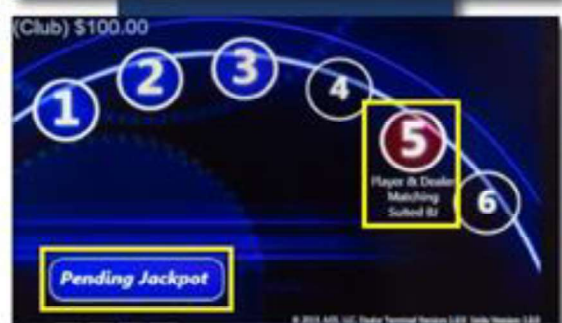 (Club) $100.00
1
2
3
4
5
Player & Dealer
Matching
Suited BJ
6
Pending Jackpot